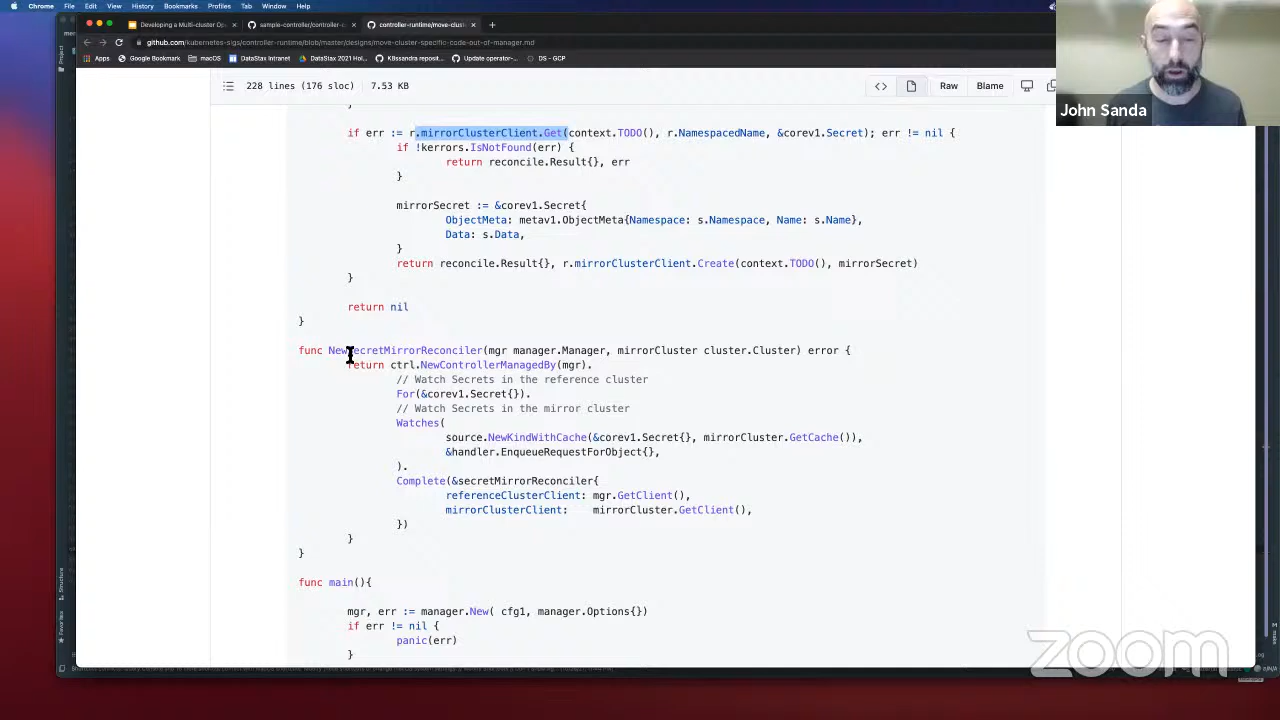 Chrome File Edit View History Bookmarks Profiles Tab Window Help
Developing a Multi-cluster Op sample-controller/controller-c controller-runtime/move-clus
github.com/kubernetes-sigs/controller-runtime/blob/master/designs/move-cluster-specific-code-out-of-manager.md
Apps Google Bookmark macOS DataStax Intranet DataStax 2021 Hol... K8ssandra reposit... Update operator-... DS - GCP
228 lines (176 sloc) 7.53 KB Raw Blame
John Sanda
}
if err := r.mirrorClusterClient.Get(context.TODO(), r.NamespacedName, &corev1.Secret); err != nil {
if !kerrors.IsNotFound(err) {
return reconcile.Result{}, err
}
mirrorSecret := &corev1.Secret{
ObjectMeta: metav1.ObjectMeta{Namespace: s.Namespace, Name: s.Name},
Data: s.Data,
}
return reconcile.Result{}, r.mirrorClusterClient.Create(context.TODO(), mirrorSecret)
}
return nil
}
func NewSecretMirrorReconciler(mgr manager.Manager, mirrorCluster cluster.Cluster) error {
return ctrl.NewControllerManagedBy(mgr).
// Watch Secrets in the reference cluster
For(&corev1.Secret{}).
// Watch Secrets in the mirror cluster
Watches(
source.NewKindWithCache(&corev1.Secret{}, mirrorCluster.GetCache()),
&handler.EnqueueRequestForObject{},
).
Complete(&secretMirrorReconciler{
referenceClusterClient: mgr.GetClient(),
mirrorClusterClient: mirrorCluster.GetClient(),
})
}
}
func main(){
mgr, err := manager.New( cfg1, manager.Options{})
if err != nil {
panic(err)
}
Project
Structure
Favorites
zoom